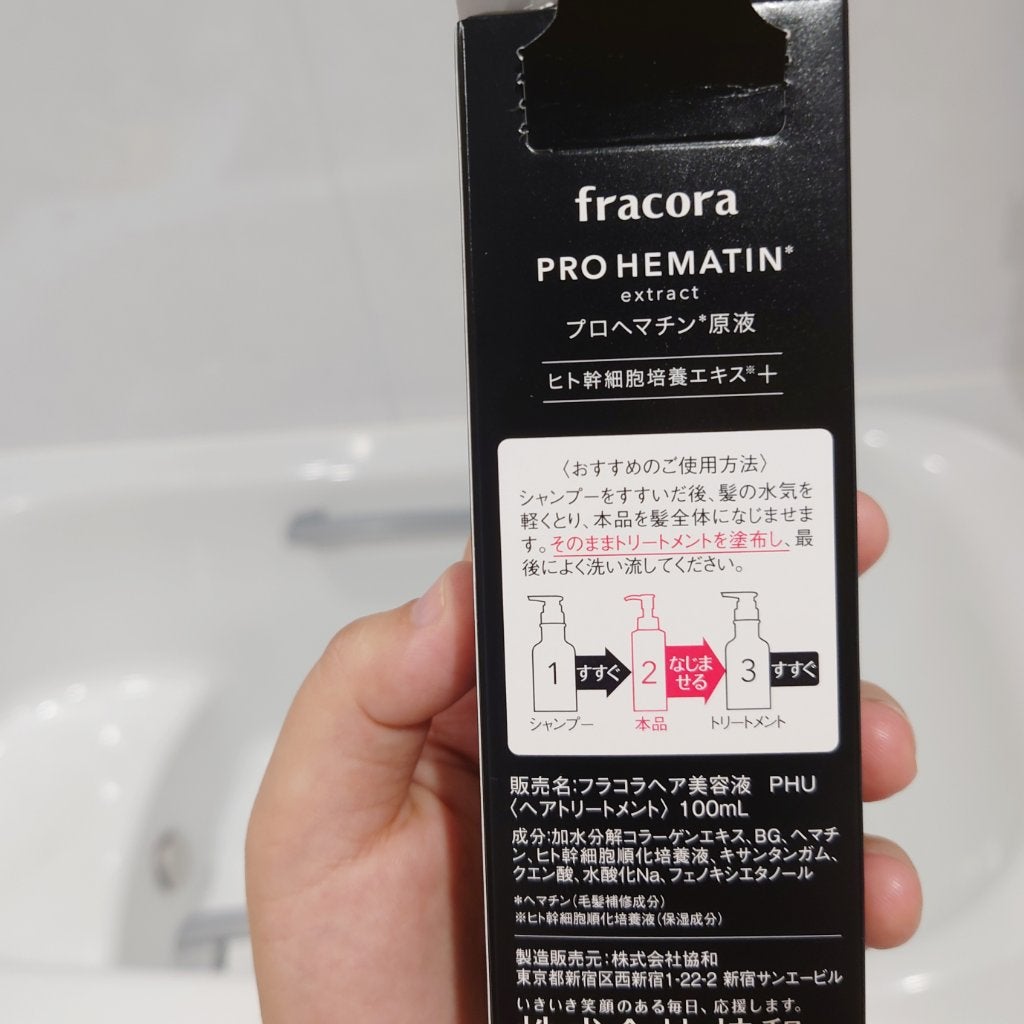 fracora
PRO HEMATIN*
extract
プロヘマチン*原液
ヒト幹細胞培養エキス※+
〈おすすめのご使用方法〉
シャンプーをすすいだ後、髪の水気を
軽くとり、本品を髪全体になじませま
す。そのままトリートメントを塗布し、最
後によく洗い流してください。
1 すすぐ 2 なじま
せる 3 すすぐ
シャンプー 本品 トリートメント
販売名:フラコラヘア美容液 PHU
〈ヘアトリートメント〉 100mL
成分:加水分解コラーゲンエキス、BG、ヘマチ
ン、ヒト幹細胞順化培養液、キサンタンガム、
クエン酸、水酸化Na、フェノキシエタノール
*ヘマチン(毛髪補修成分)
※ヒト幹細胞順化培養液(保湿成分)
製造販売元:株式会社協和
東京都新宿区西新宿1-22-2 新宿サンエービル
いきいき笑顔のある毎日、応援します。